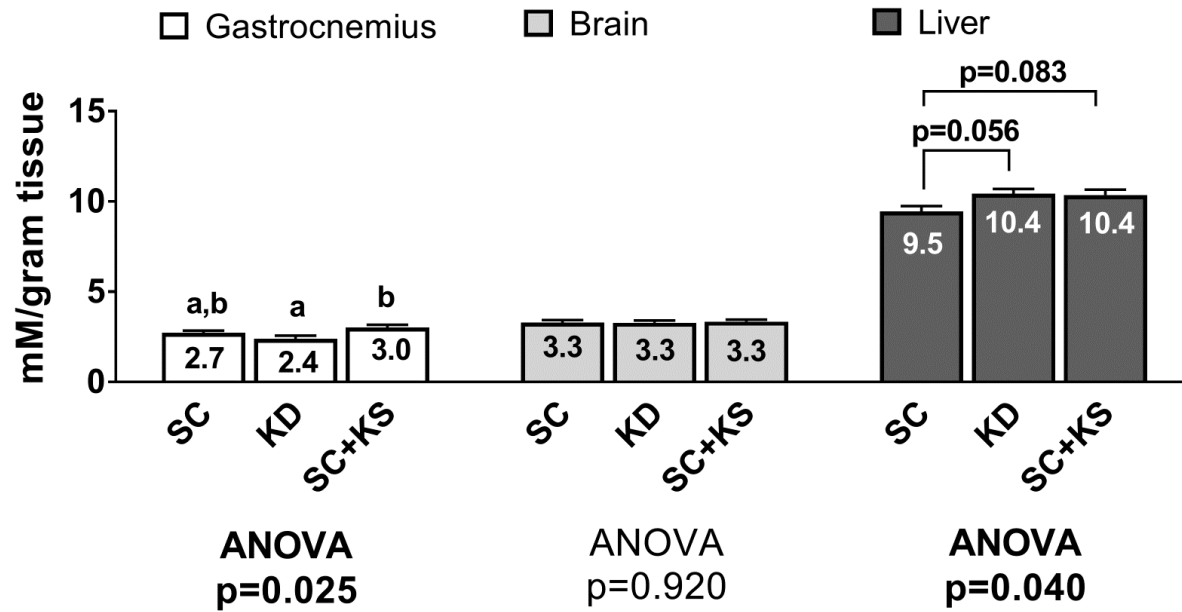 Gastrocnemius Brain Liver
p=0.083
p=0.056
mM/gram tissue
15
10
5
0
a,b a b
2.7 2.4 3.0 3.3 3.3 3.3 9.5 10.4 10.4
SC KD SC+KS SC KD SC+KS SC KD SC+KS
ANOVA ANOVA ANOVA
p=0.025 p=0.920 p=0.040